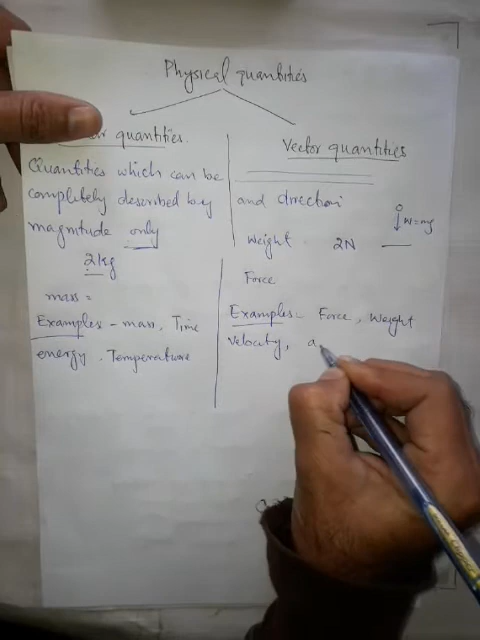 Physical quantities
quantities.
Vector quantities
Quantities which can be
completely described by
magnitude only
2kg
mass =
Examples - mass, Time
energy, Temperature
and direction
W=mg
Weight 2N
Force
Examples - Force, Weight
Velocity, a